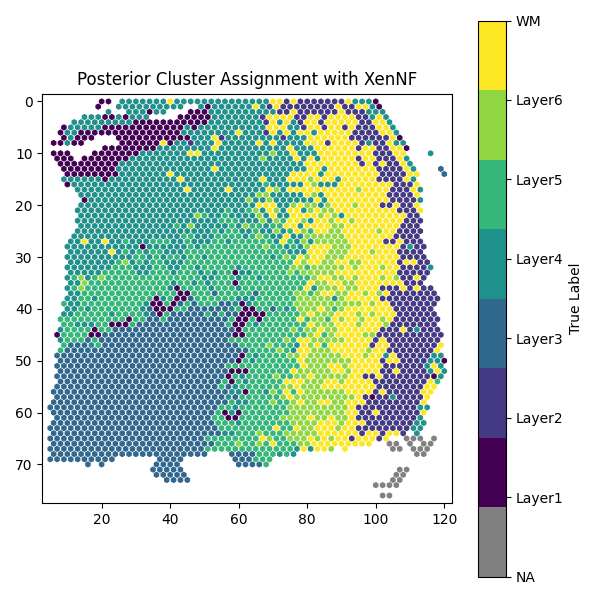 Posterior Cluster Assignment with XenNF
0
10
20
30
40
50
60
70
20
40
60
80
100
120
WM
Layer6
Layer5
Layer4
Layer3
Layer2
Layer1
NA
True Label